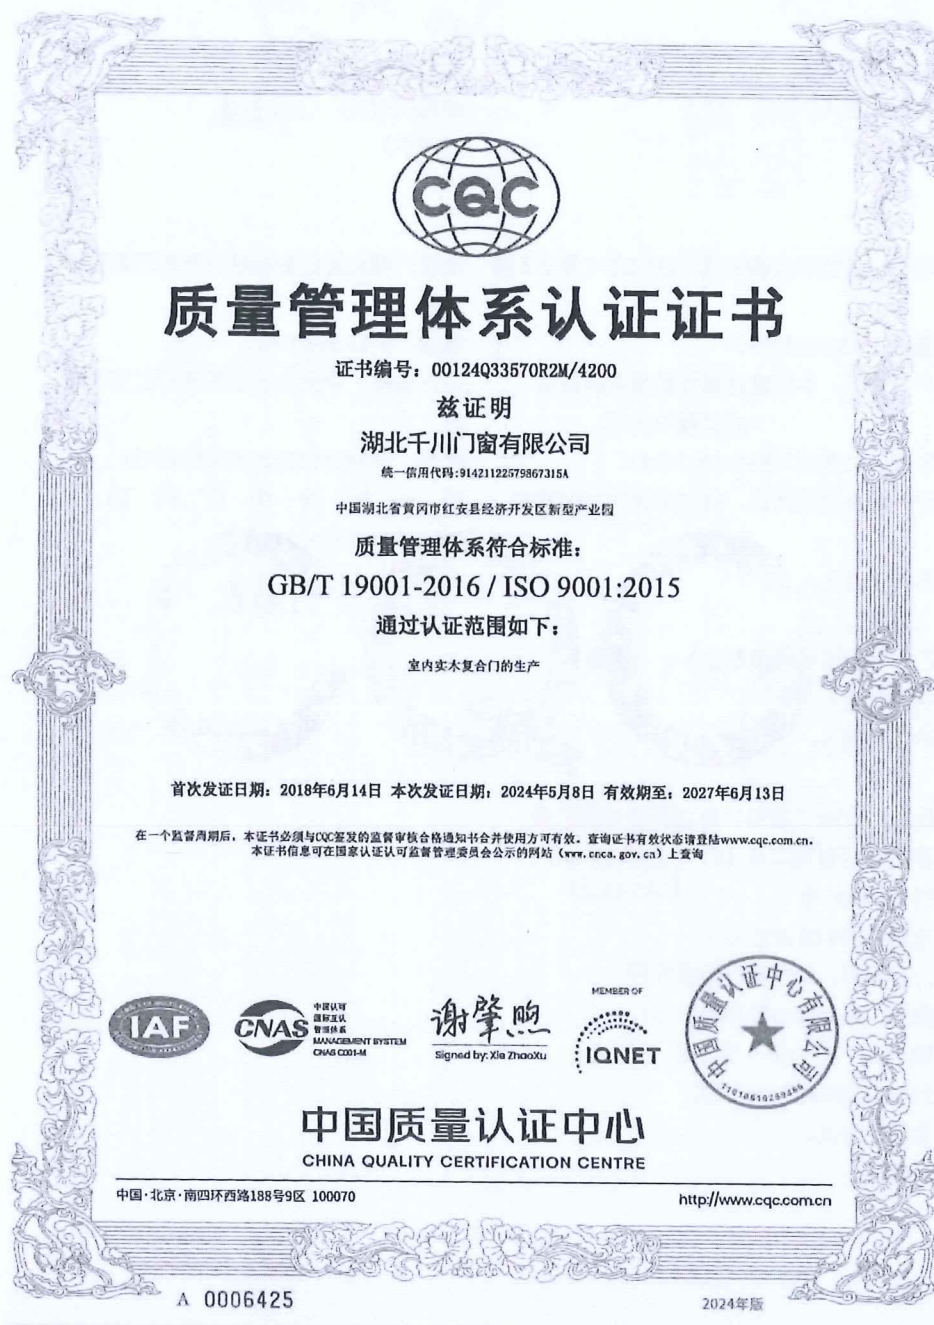 CQC
质量管理体系认证证书
证书编号：00124Q33570R2M/4200
兹证明
湖北千川门窗有限公司
统一信用代码:91421122579867315A
中国湖北省黄冈市红安县经济开发区新型产业园
质量管理体系符合标准：
GB/T 19001-2016 / ISO 9001:2015
通过认证范围如下：
室内实木复合门的生产
首次发证日期：2018年6月14日 本次发证日期：2024年5月8日 有效期至：2027年6月13日
在一个监督周期后，本证书必须与CQC签发的监督审核合格通知书合并使用方可有效。查询证书有效状态请登陆www.cqc.com.cn。
本证书信息可在国家认证认可监督管理委员会公示的网站（www.cnca.gov.cn）上查询
IAF
CNAS
中国认可
国际互认
管理体系
MANAGEMENT SYSTEM
CNAS C001-M
谢肇煦
Signed by: Xie ZhaoXu
MEMBER OF
IQNET
中国质量认证中心有限公司
中国质量认证中心
CHINA QUALITY CERTIFICATION CENTRE
中国·北京·南四环西路188号9区 100070
http://www.cqc.com.cn
A 0006425
2024年版